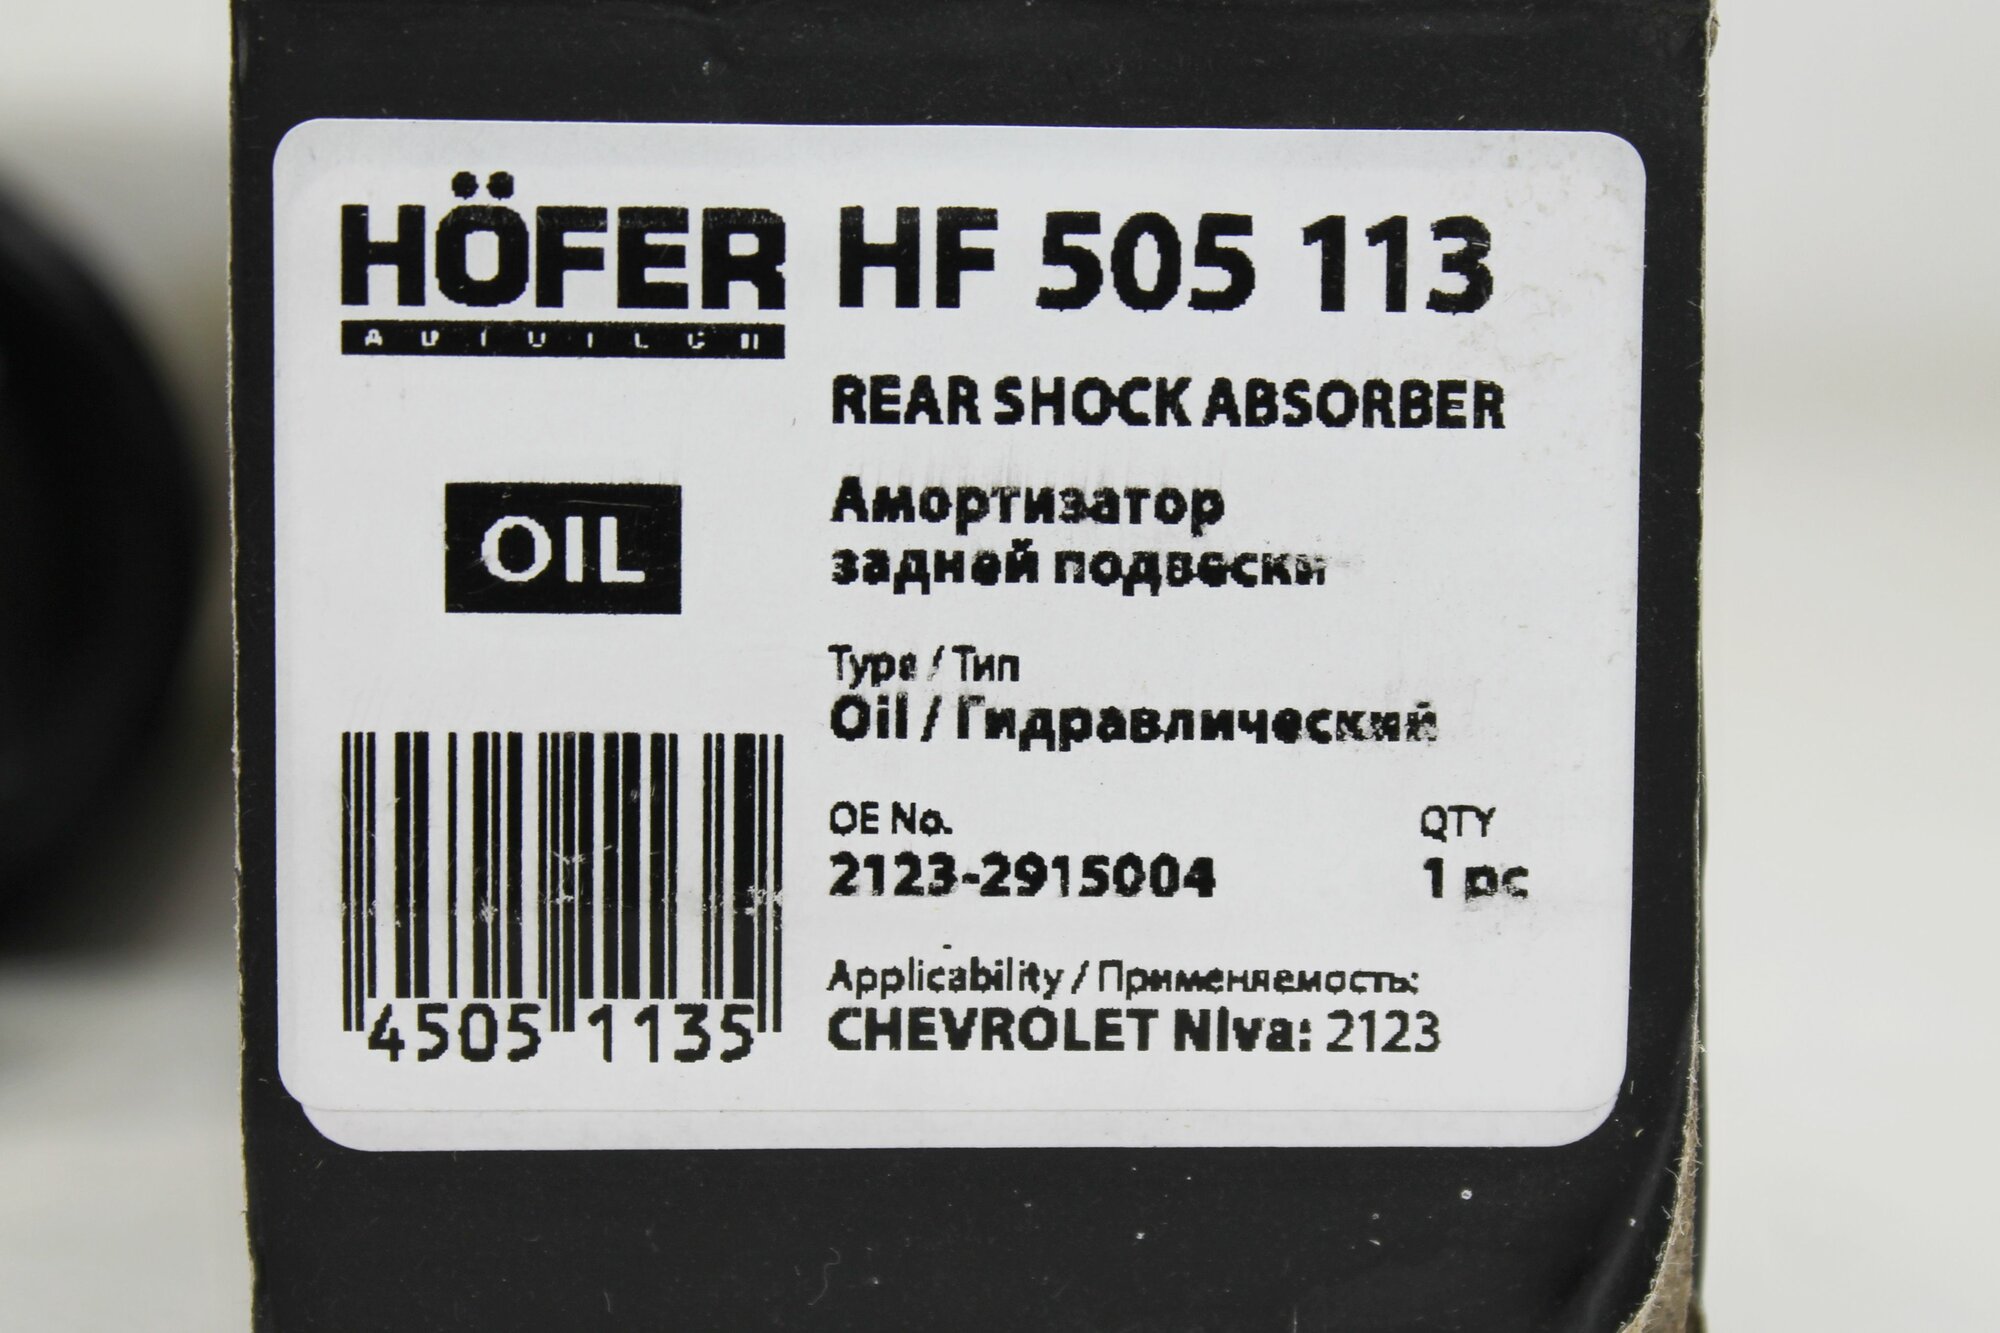 HÖFER HF 505 113
REAR SHOCK ABSORBER
OIL
Амортизатор
задней подвески
Type / Тип
Oil / Гидравлический
OE No. QTY
2123-2915004 1 pc
Applicability / Применяемость:
CHEVROLET Niva: 2123
4505 1135